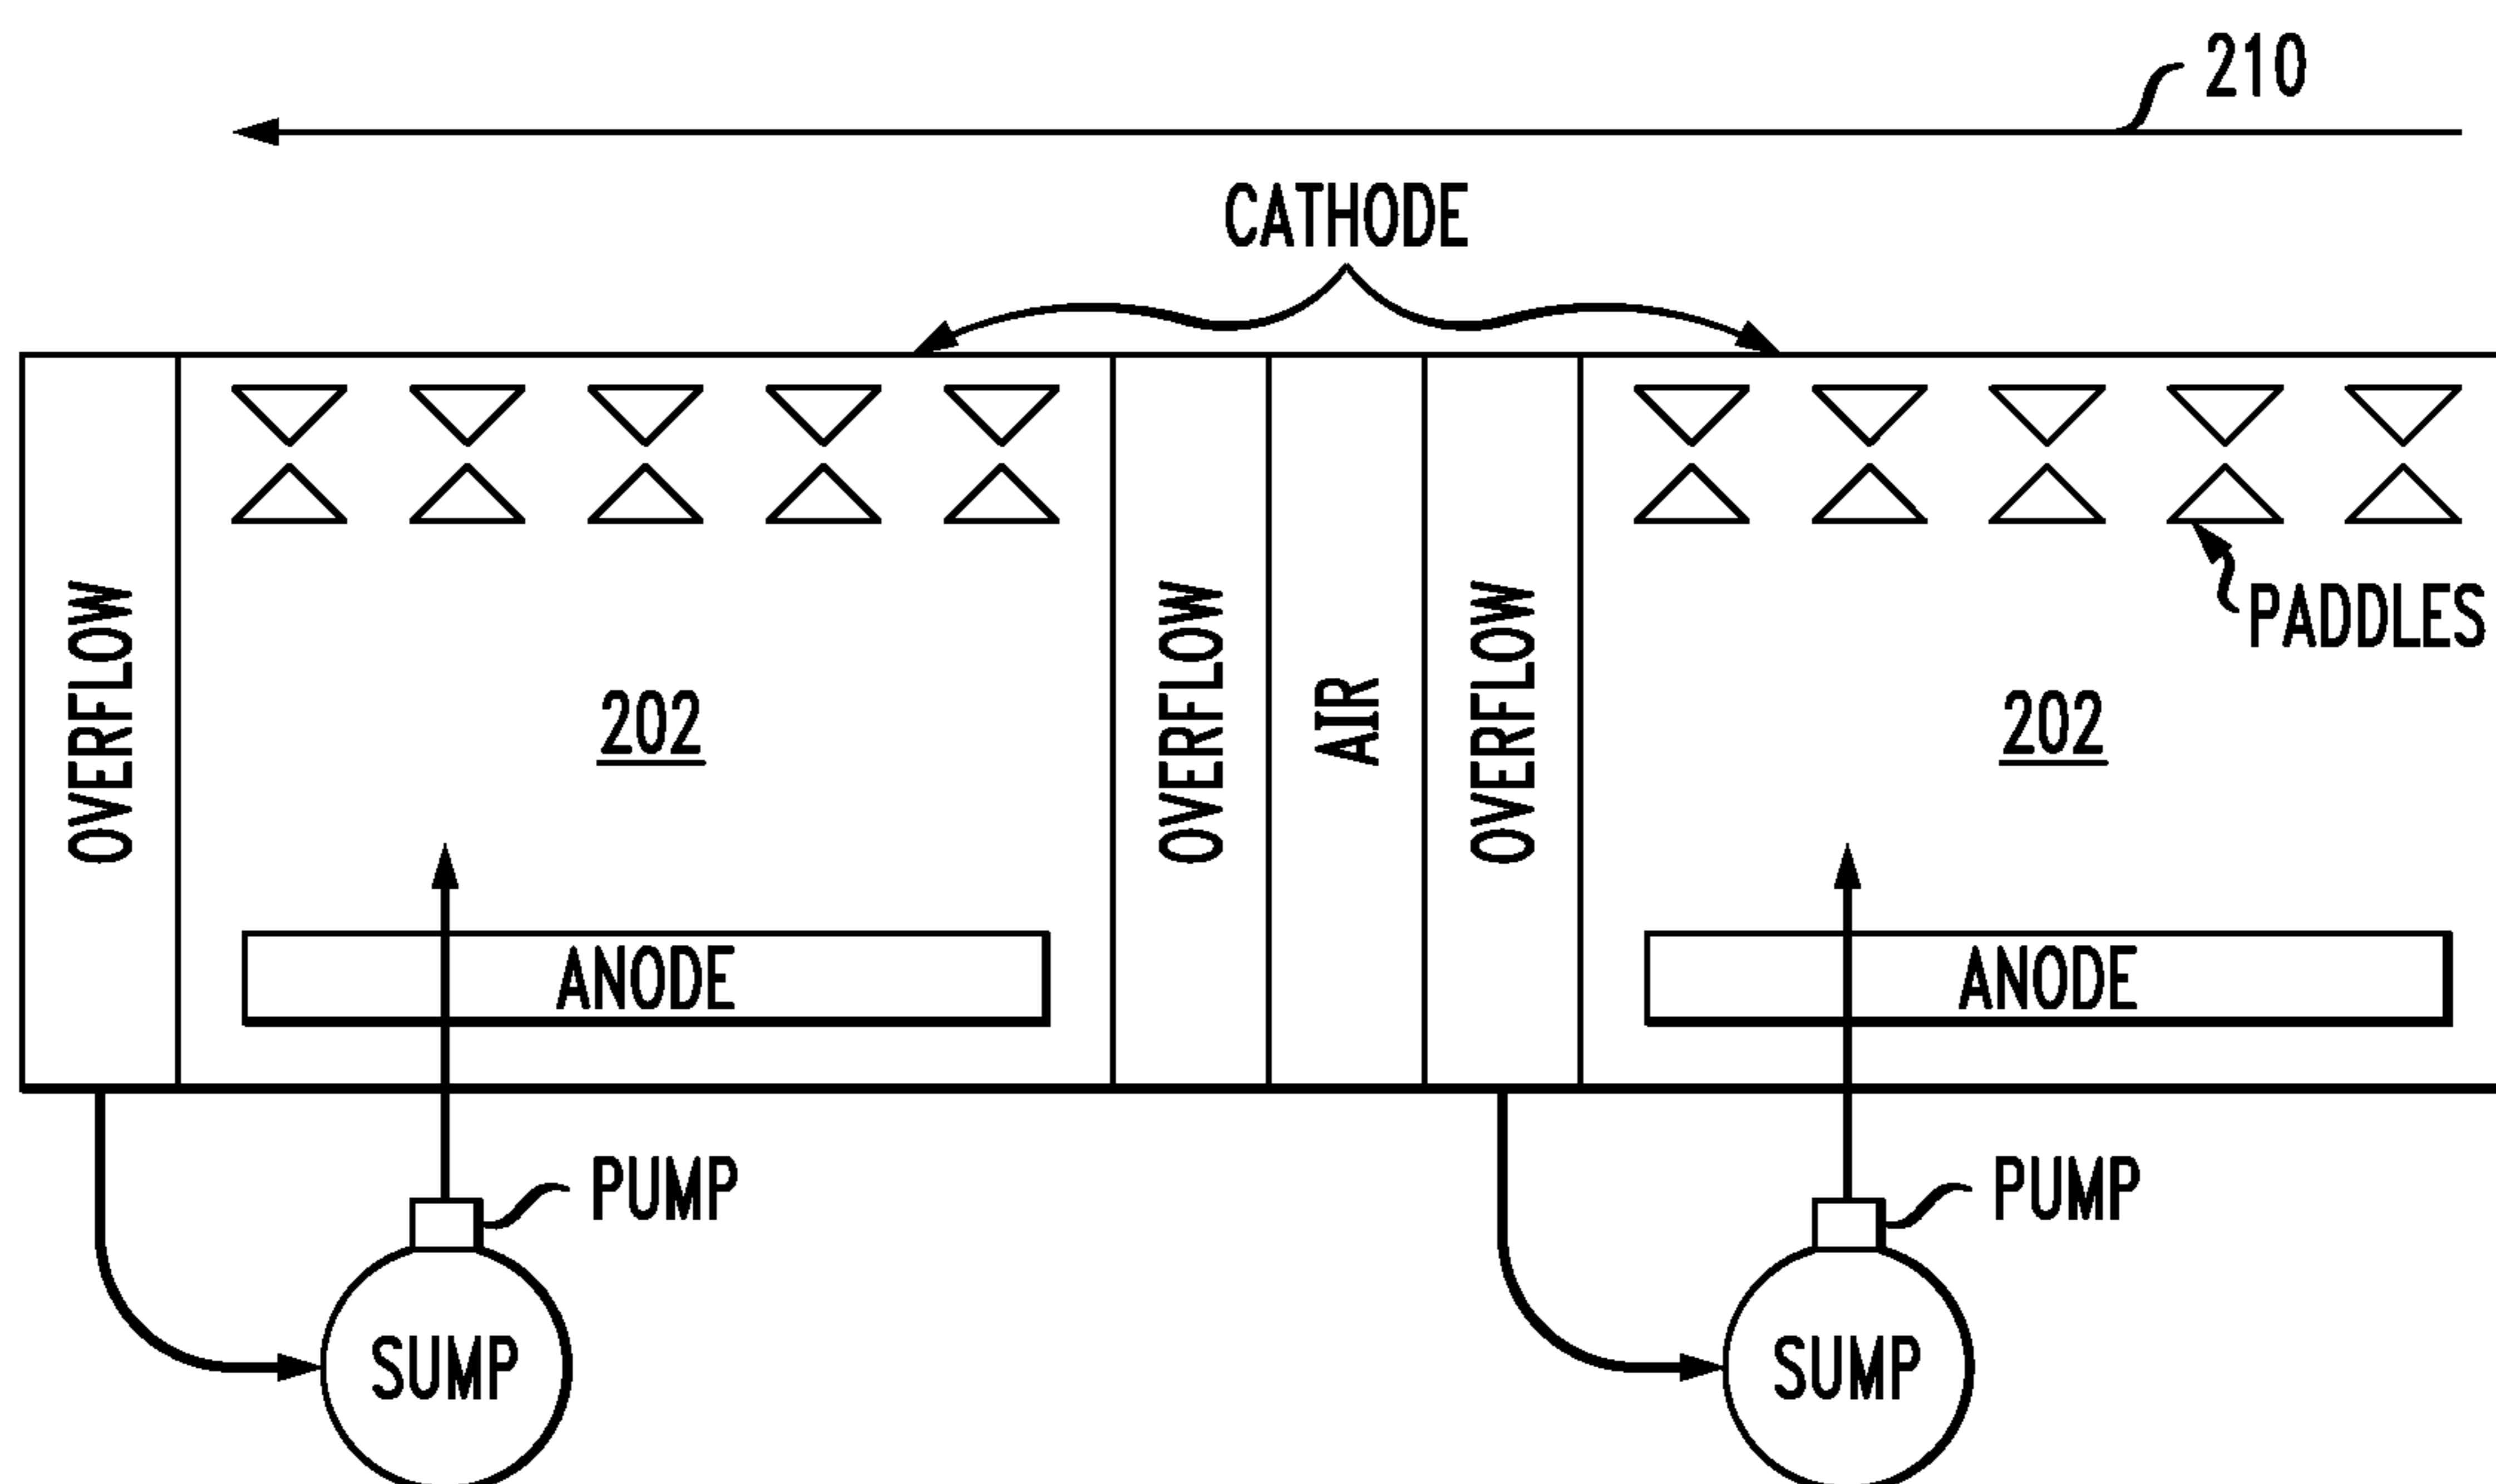 210
CATHODE
PADDLES
OVERFLOW
202
OVERFLOW
AIR
OVERFLOW
202
ANODE
ANODE
PUMP
PUMP
SUMP
SUMP